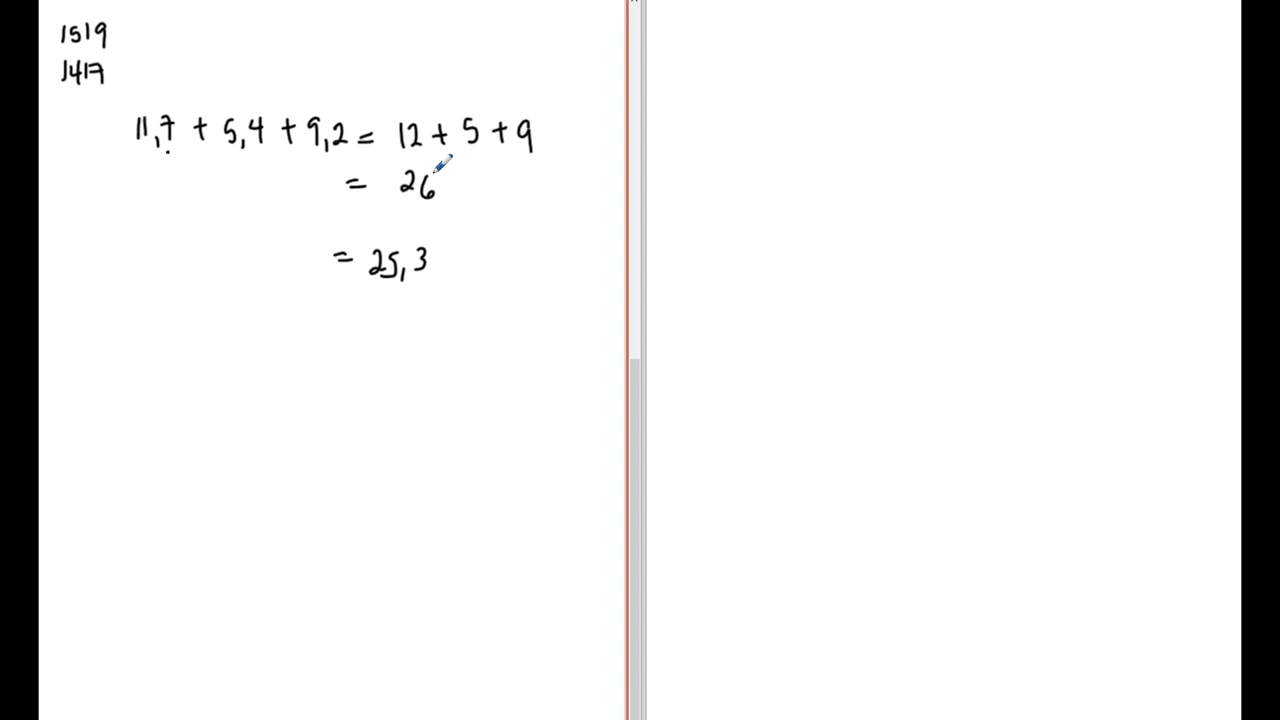 1519
1417
11,7 + 5,4 + 9,2 = 12 + 5 + 9
= 26
= 25,3